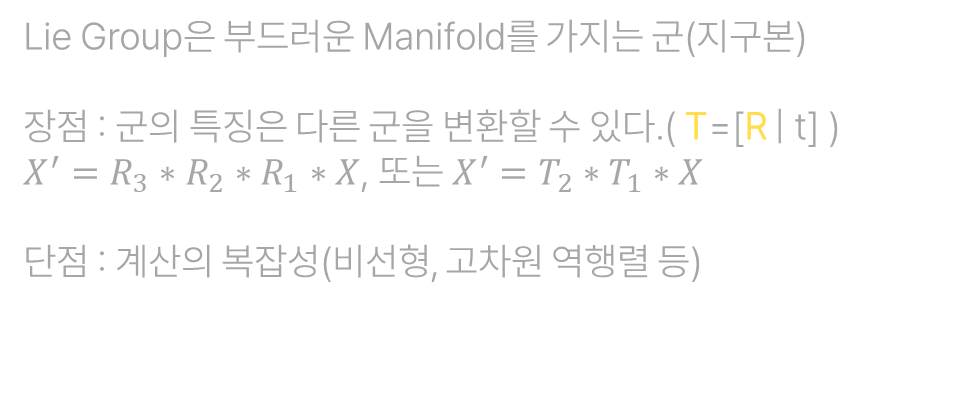 Lie Group은 부드러운 Manifold를 가지는 군(지구본)
장점 : 군의 특징은 다른 군을 변환할 수 있다.( T=[R | t] )
X′ = R₃ * R₂ * R₁ * X, 또는 X′ = T₂ * T₁ * X
단점 : 계산의 복잡성(비선형, 고차원 역행렬 등)